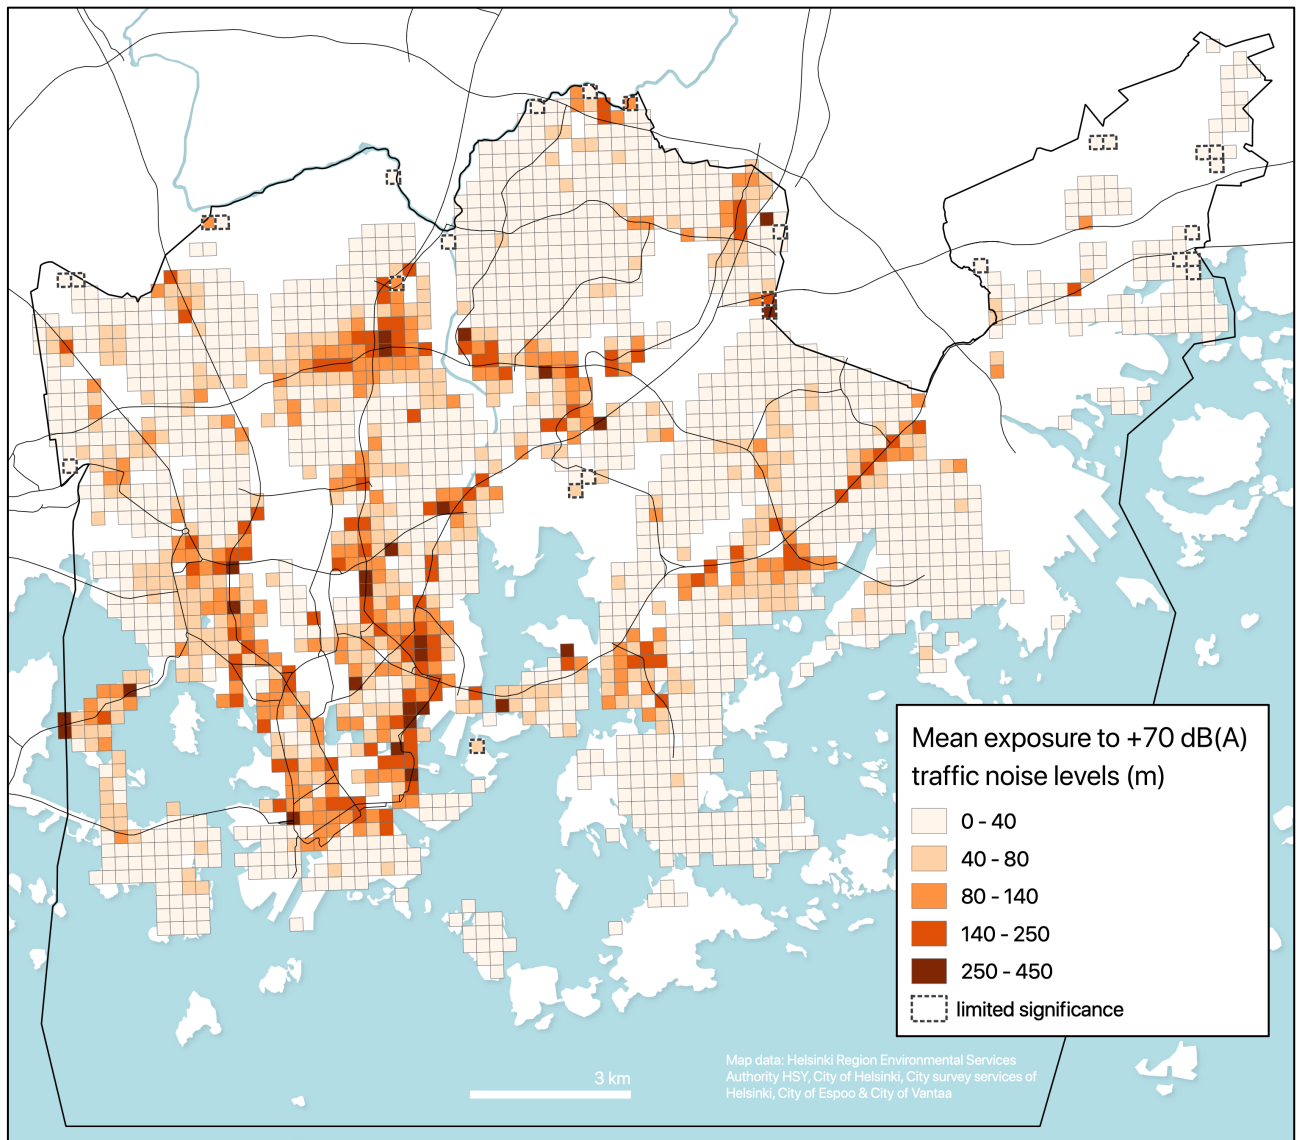 Mean exposure to +70 dB(A)
traffic noise levels (m)
0 - 40
40 - 80
80 - 140
140 - 250
250 - 450
limited significance
3 km
Map data: Helsinki Region Environmental Services
Authority HSY, City of Helsinki, City survey services of
Helsinki, City of Espoo & City of Vantaa